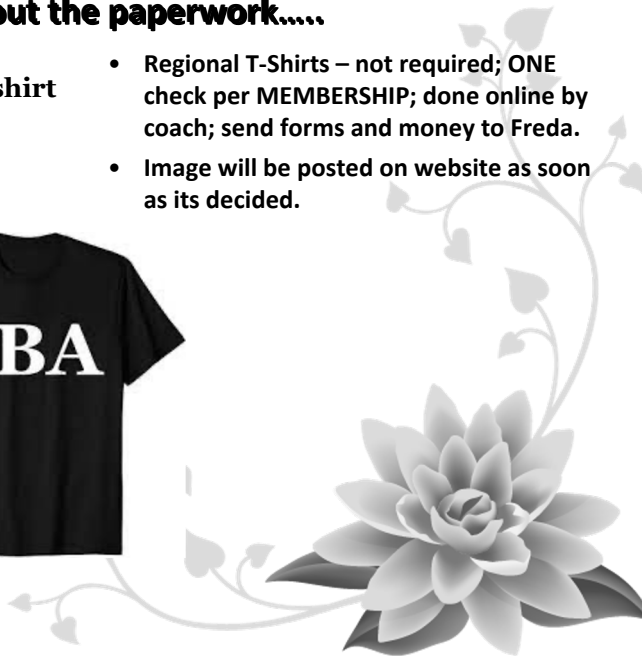 out the paperwork.....
shirt
• Regional T-Shirts – not required; ONE
check per MEMBERSHIP; done online by
coach; send forms and money to Freda.
• Image will be posted on website as soon
as its decided.
BA